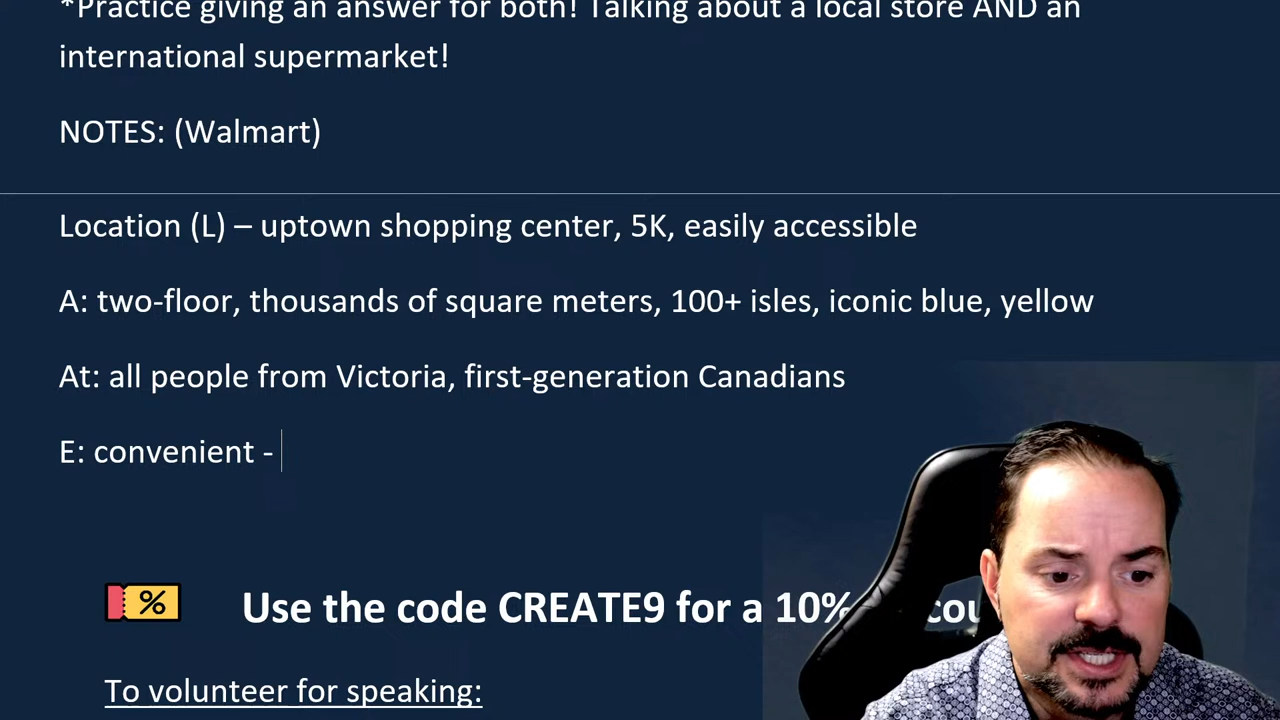 *Practice giving an answer for both! Talking about a local store AND an
international supermarket!
NOTES: (Walmart)
Location (L) – uptown shopping center, 5K, easily accessible
A: two-floor, thousands of square meters, 100+ isles, iconic blue, yellow
At: all people from Victoria, first-generation Canadians
E: convenient -
%
Use the code CREATE9 for a 10%
To volunteer for speaking: